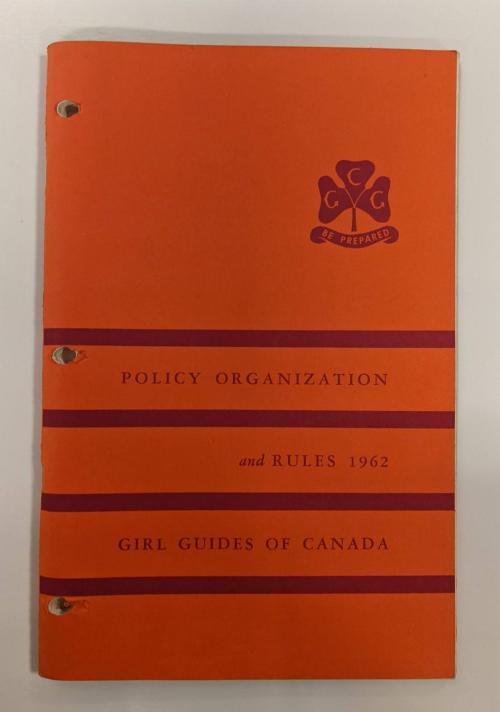 C
G G
BE PREPARED
POLICY ORGANIZATION
and RULES 1962
GIRL GUIDES OF CANADA